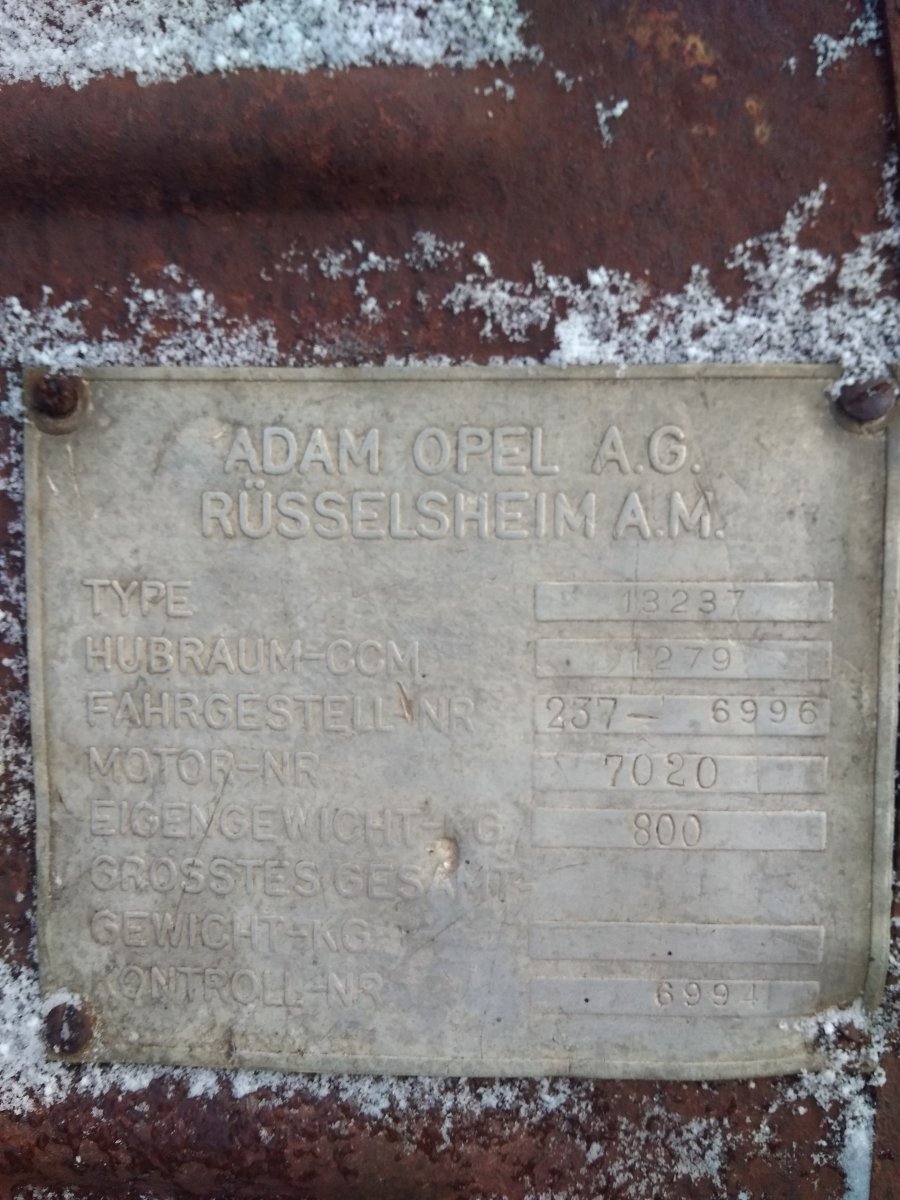 ADAM OPEL A.G.
RÜSSELSHEIM A.M.
TYPE 13237
HUBRAUM-CCM. 1279
FAHRGESTELL-NR 237- 6996
MOTOR-NR 7020
EIGENGEWICHT-KG 800
GROSSTES GESAMT-
GEWICHT-KG
KONTROLL-NR 6994